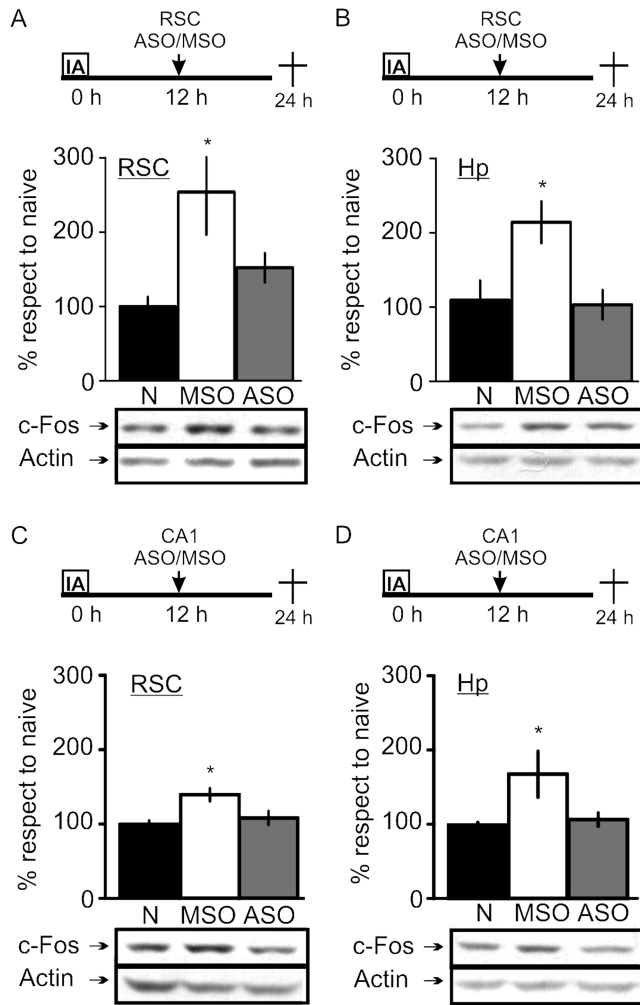 A
RSC
ASO/MSO
IA
0 h
12 h
24 h
% respect to naive
300
200
100
0
RSC
*
N MSO ASO
c-Fos →
Actin →
B
RSC
ASO/MSO
IA
0 h
12 h
24 h
% respect to naive
300
200
100
0
Hp
*
N MSO ASO
c-Fos →
Actin →
C
CA1
ASO/MSO
IA
0 h
12 h
24 h
% respect to naive
300
200
100
0
RSC
*
N MSO ASO
c-Fos →
Actin →
D
CA1
ASO/MSO
IA
0 h
12 h
24 h
% respect to naive
300
200
100
0
Hp
*
N MSO ASO
c-Fos →
Actin →